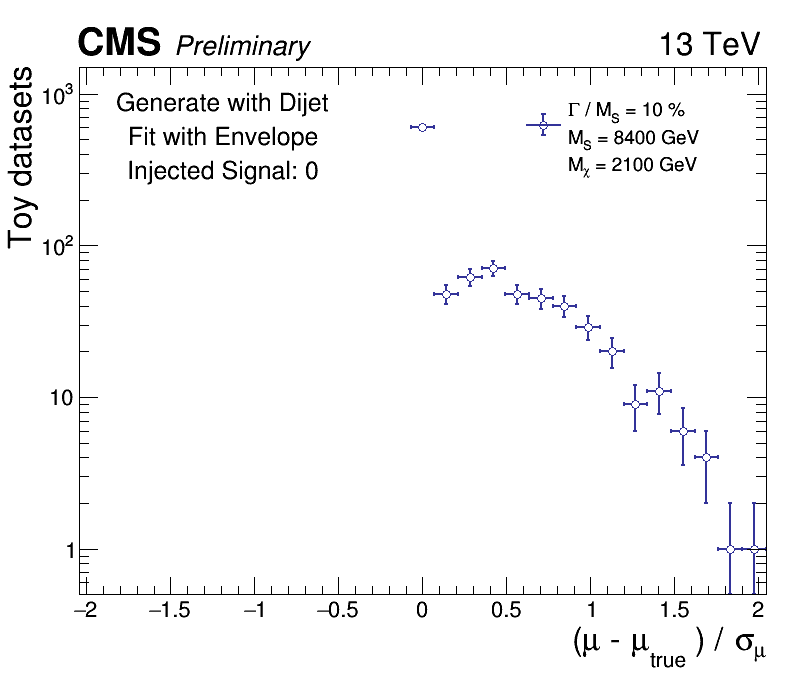 CMS Preliminary 13 TeV
Toy datasets
Generate with Dijet
Fit with Envelope
Injected Signal: 0
Γ / M_S = 10 %
M_S = 8400 GeV
M_χ = 2100 GeV
10³
10²
10
1
−2 −1.5 −1 −0.5 0 0.5 1 1.5 2
(μ - μ_true) / σ_μ